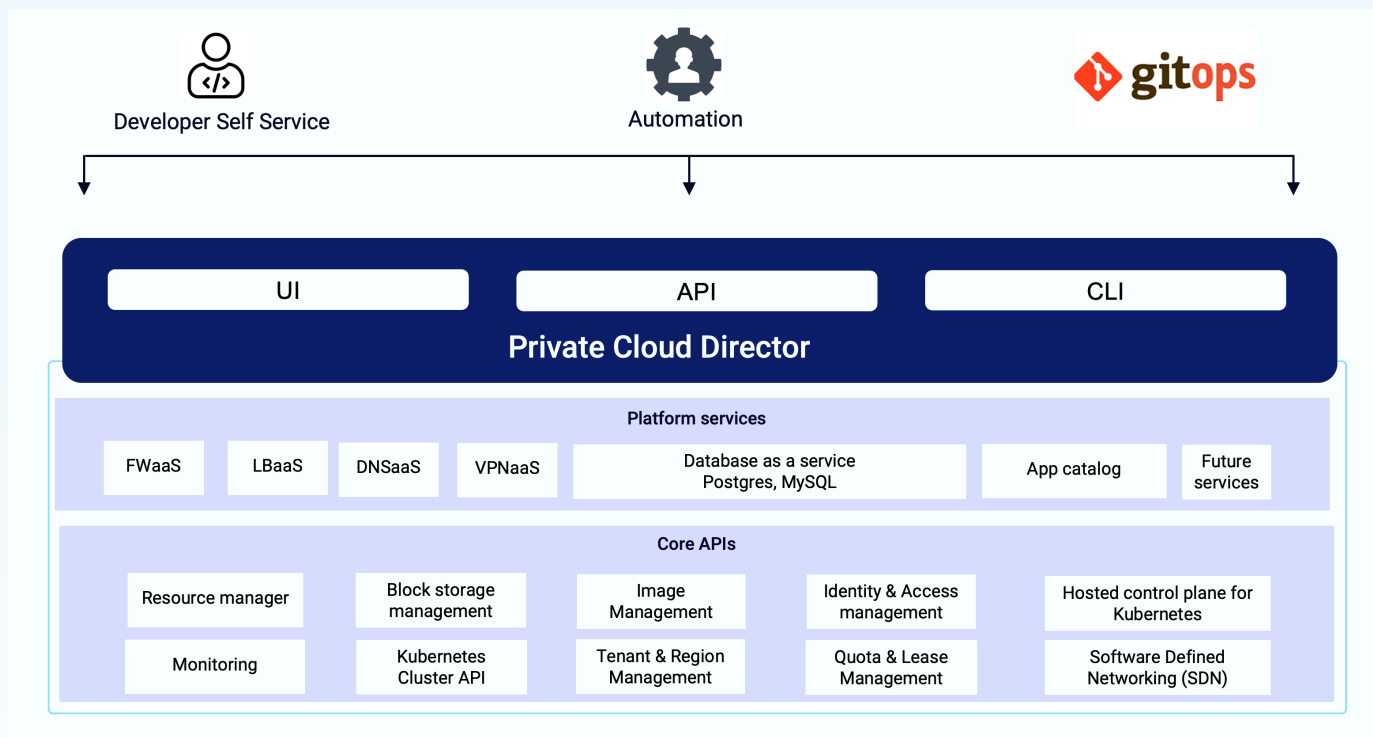 Developer Self Service
Automation
gitops
UI
API
CLI
Private Cloud Director
Platform services
FWaaS
LBaaS
DNSaaS
VPNaaS
Database as a service
Postgres, MySQL
App catalog
Future
services
Core APIs
Resource manager
Block storage
management
Image
Management
Identity & Access
management
Hosted control plane for
Kubernetes
Monitoring
Kubernetes
Cluster API
Tenant & Region
Management
Quota & Lease
Management
Software Defined
Networking (SDN)